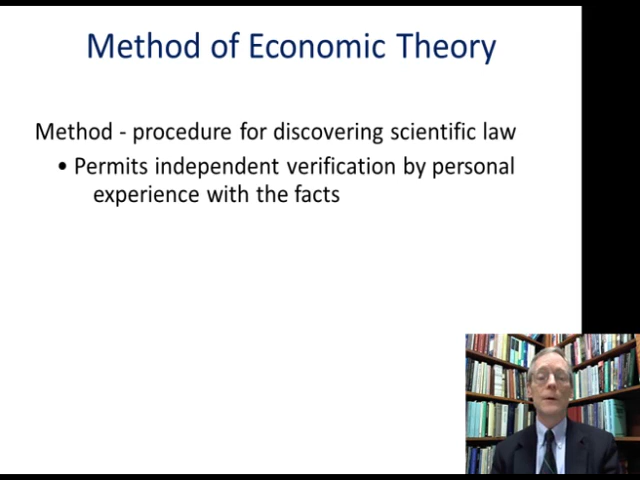 Method of Economic Theory
Method - procedure for discovering scientific law
• Permits independent verification by personal
experience with the facts